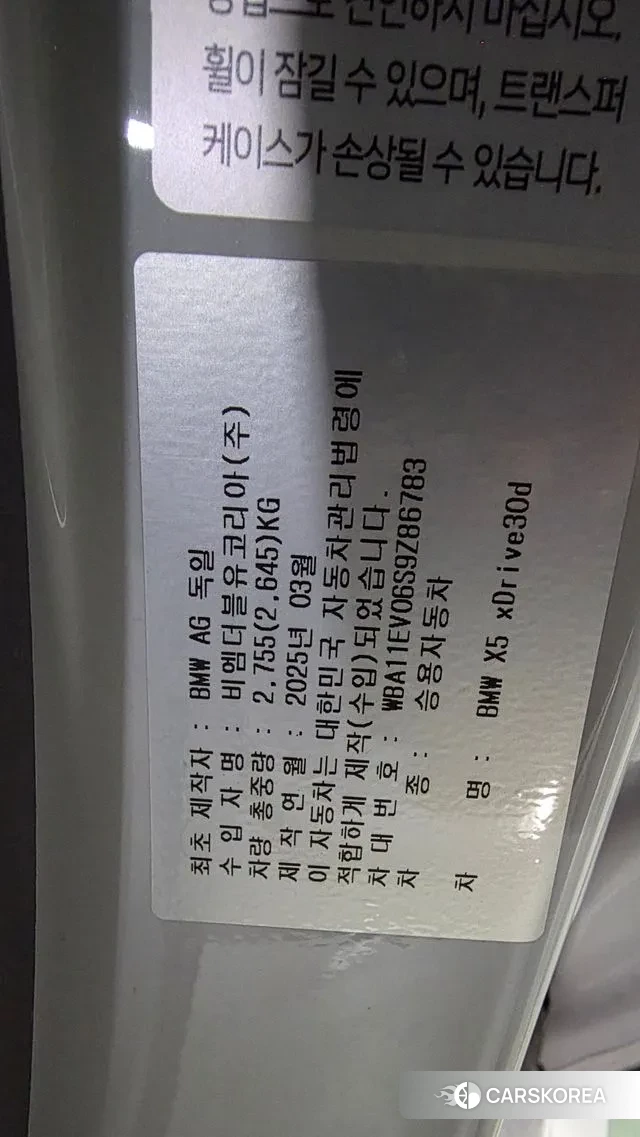 으로 견인하지 마십시오.
휠이 잠길 수 있으며, 트랜스퍼
케이스가 손상될 수 있습니다.
최초 제작자 : BMW AG 독일
수 입 자 명 : 비엠더블유코리아(주)
차량 총중량 : 2,755(2,645)KG
제 작 연 월 : 2025년 03월
이 자동차는 대한민국 자동차관리법령에
적합하게 제작(수입)되었습니다.
차 대 번 호 : WBA11EV06S9Z86783
차 종 : 승용자동차
차 명 : BMW X5 xDrive30d
CARSKOREA